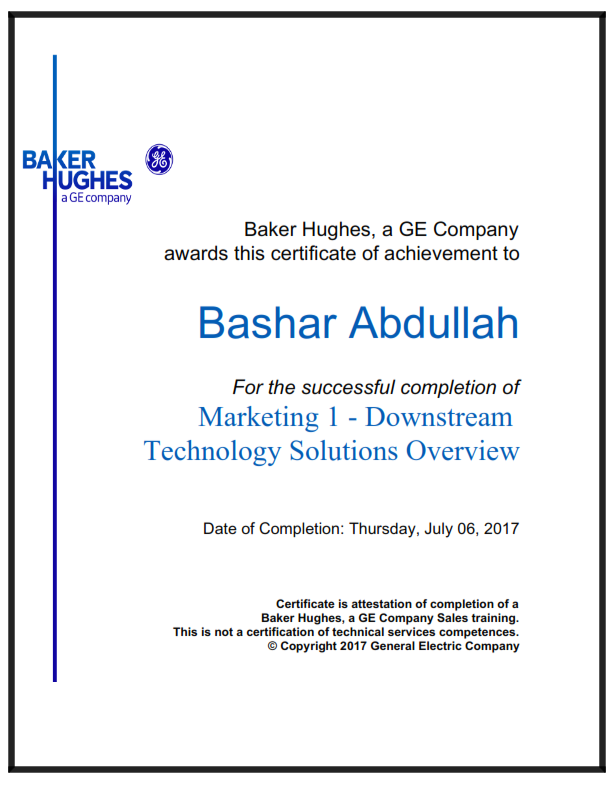 BAKER
HUGHES
a GE company
GE
Baker Hughes, a GE Company
awards this certificate of achievement to
Bashar Abdullah
For the successful completion of
Marketing 1 - Downstream
Technology Solutions Overview
Date of Completion: Thursday, July 06, 2017
Certificate is attestation of completion of a
Baker Hughes, a GE Company Sales training.
This is not a certification of technical services competences.
© Copyright 2017 General Electric Company